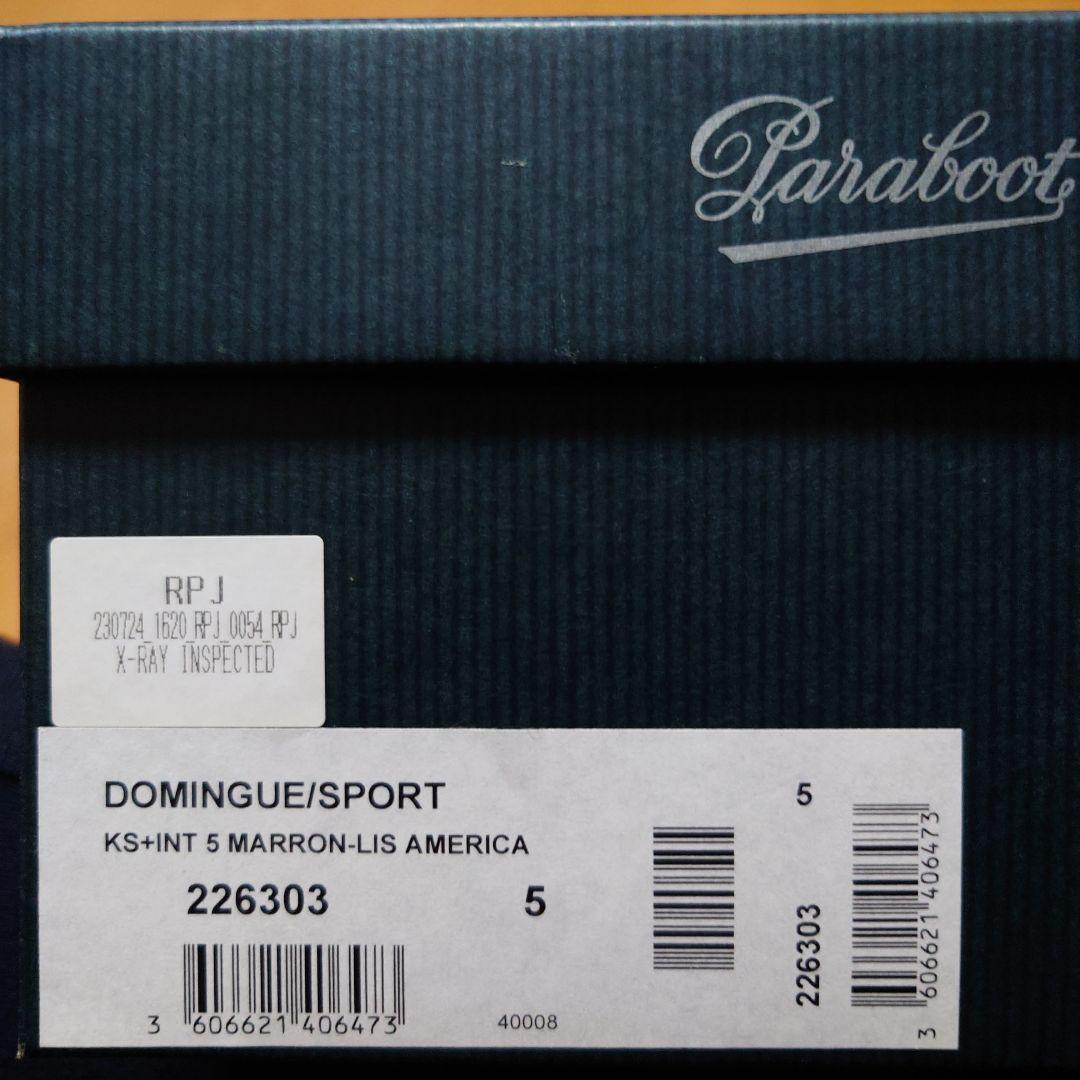 Paraboot
RPJ
230724_1620_RPJ_0054_RPJ
X-RAY INSPECTED
DOMINGUE/SPORT
5
KS+INT 5 MARRON-LIS AMERICA
226303
5
3 606621 406473
40008
226303
3 606621 406473